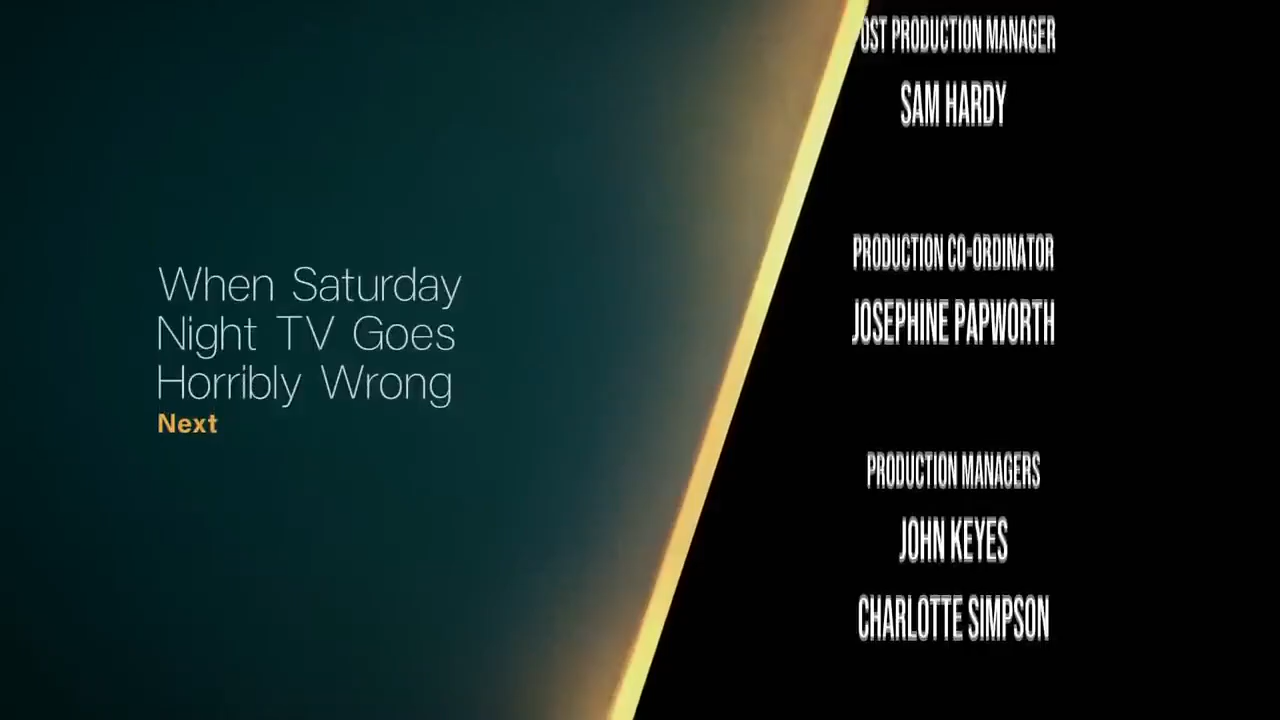 When Saturday
Night TV Goes
Horribly Wrong
Next
OST PRODUCTION MANAGER
SAM HARDY
PRODUCTION CO-ORDINATOR
JOSEPHINE PAPWORTH
PRODUCTION MANAGERS
JOHN KEYES
CHARLOTTE SIMPSON